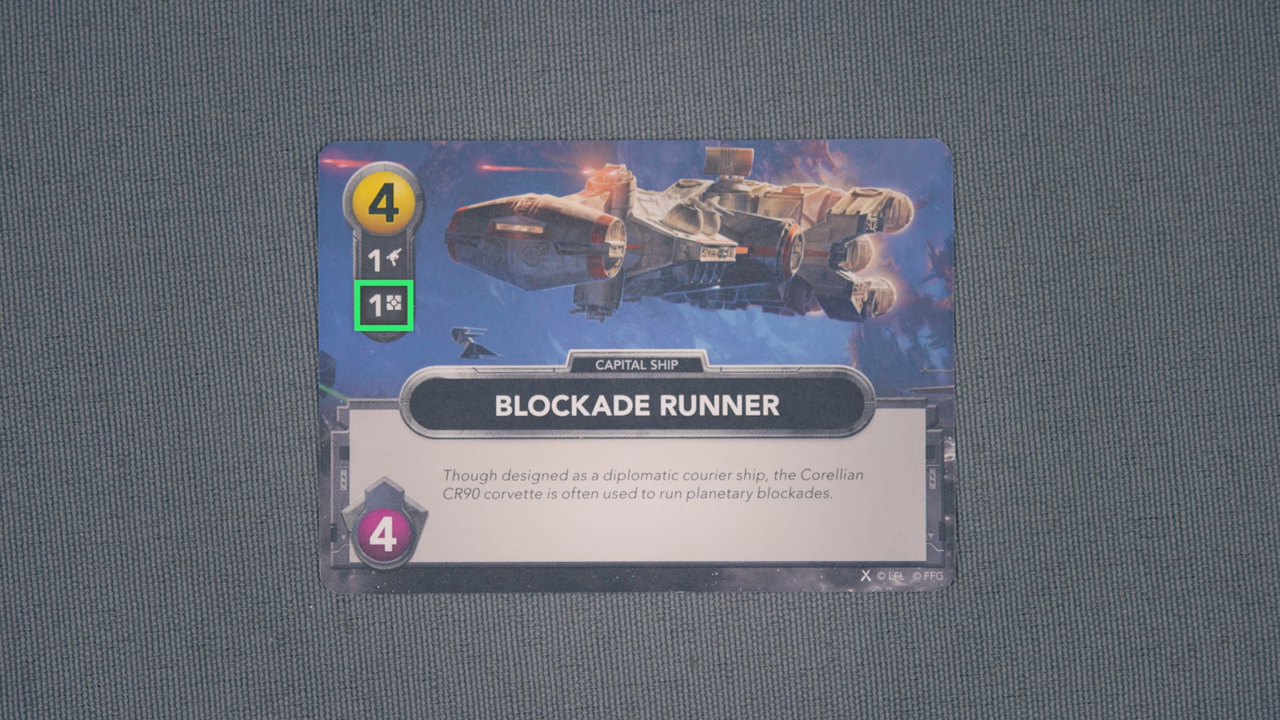 4
1
1
CAPITAL SHIP
BLOCKADE RUNNER
Though designed as a diplomatic courier ship, the Corellian
CR90 corvette is often used to run planetary blockades.
4
X © LFL © FFG